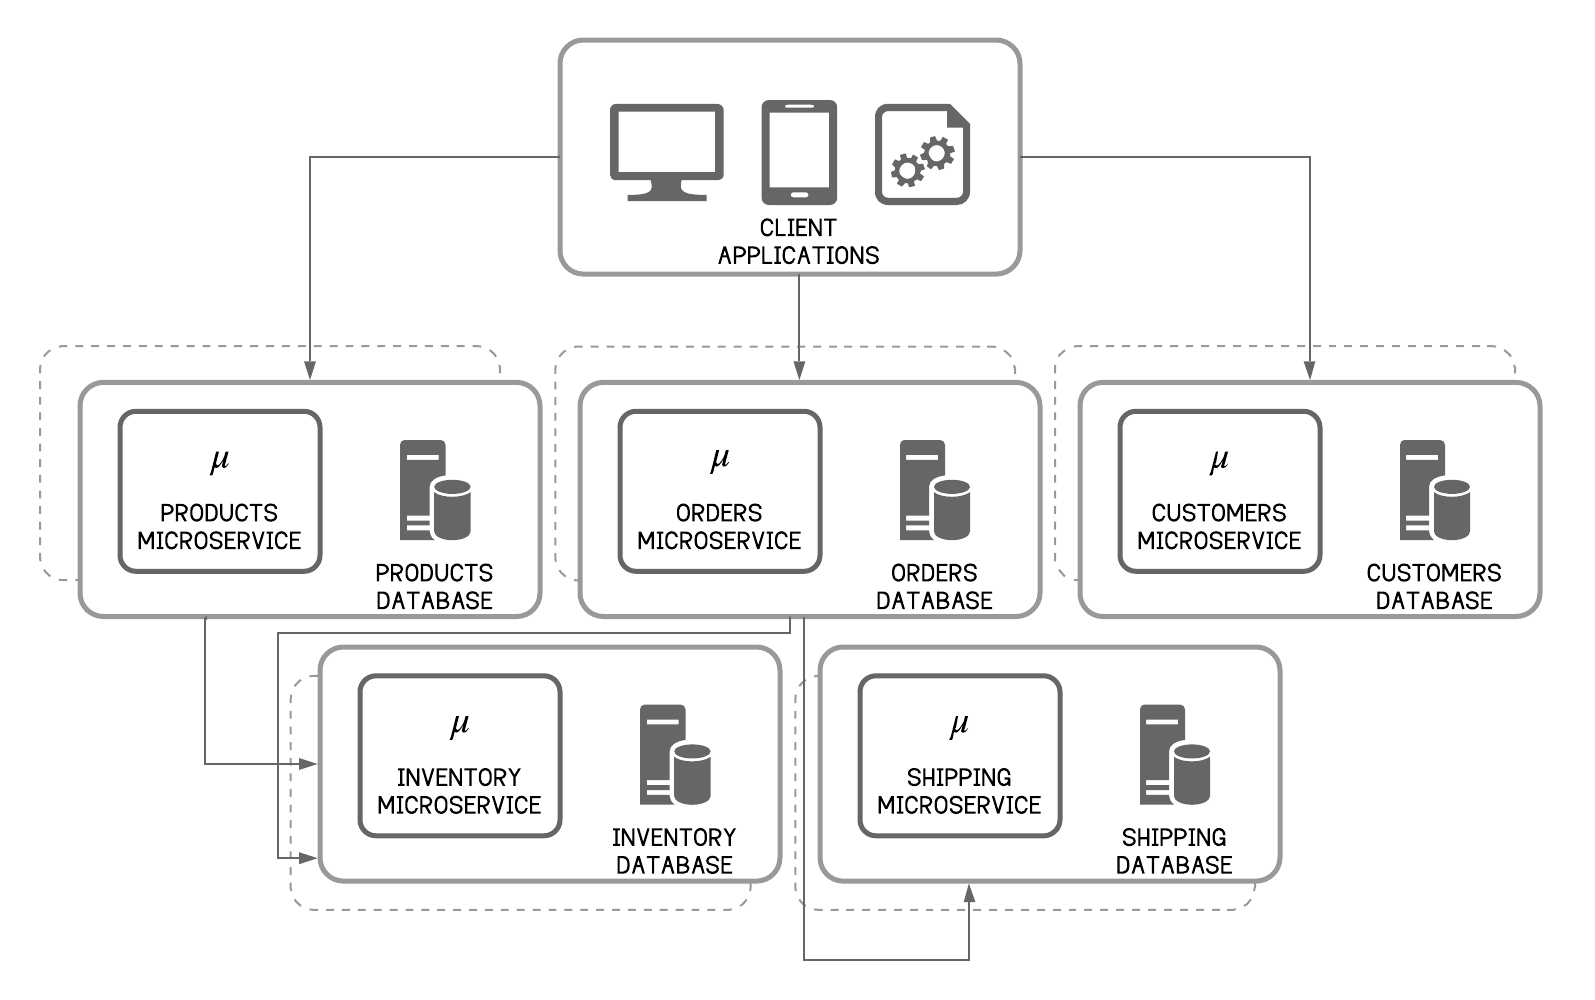 CLIENT
APPLICATIONS
μ
PRODUCTS
MICROSERVICE
PRODUCTS
DATABASE
μ
ORDERS
MICROSERVICE
ORDERS
DATABASE
μ
CUSTOMERS
MICROSERVICE
CUSTOMERS
DATABASE
μ
INVENTORY
MICROSERVICE
INVENTORY
DATABASE
μ
SHIPPING
MICROSERVICE
SHIPPING
DATABASE